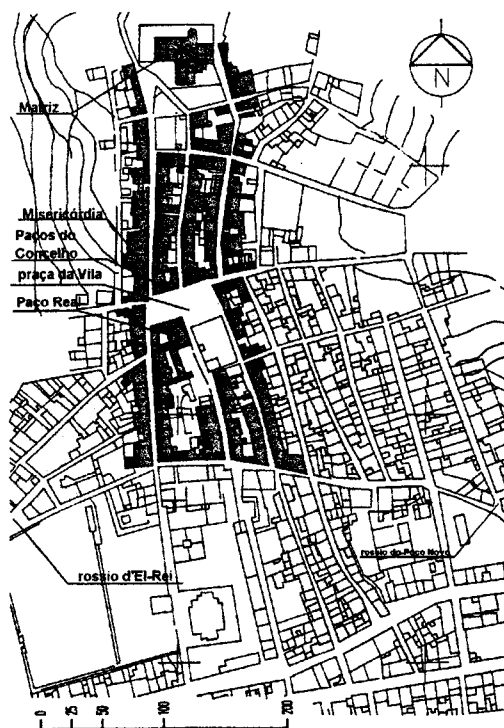 N
Matriz
Misericórdia
Paços do
Concelho
praça da Vila
Paço Real
rossio do Poço Novo
rossio d'El-Rei
0 25 50 100 200